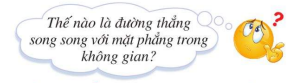 Thế nào là đường thẳng
song song với mặt phẳng trong
không gian?
?